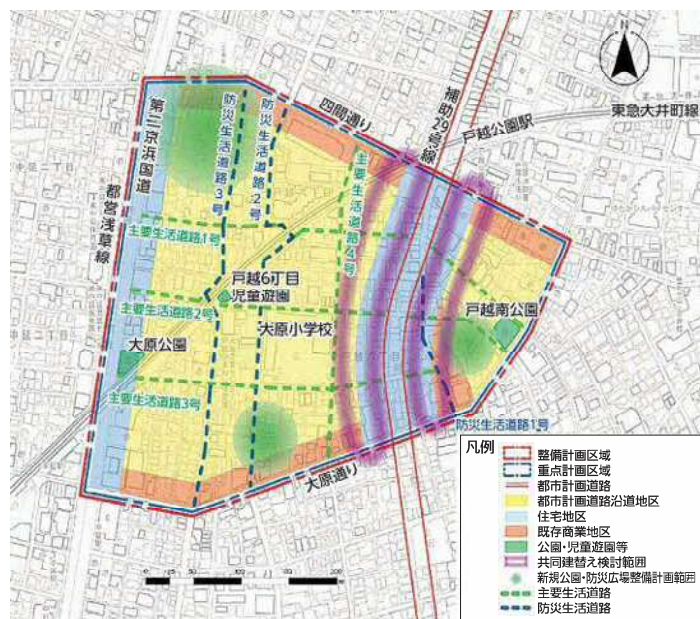 N
東急大井町線
補助29号線
戸越公園駅
四間通り
第二京浜国道
都営浅草線
防災生活道路3号
防災生活道路2号
主要生活道路4号
主要生活道路1号
戸越6丁目
児童遊園
主要生活道路2号
大原公園
大原小学校
戸越南公園
主要生活道路3号
防災生活道路1号
大原通り
凡例
整備計画区域
重点計画区域
都市計画道路
都市計画道路沿道地区
住宅地区
既存商業地区
公園・児童遊園等
共同建替え検討範囲
新規公園・防災広場整備計画範囲
主要生活道路
防災生活道路